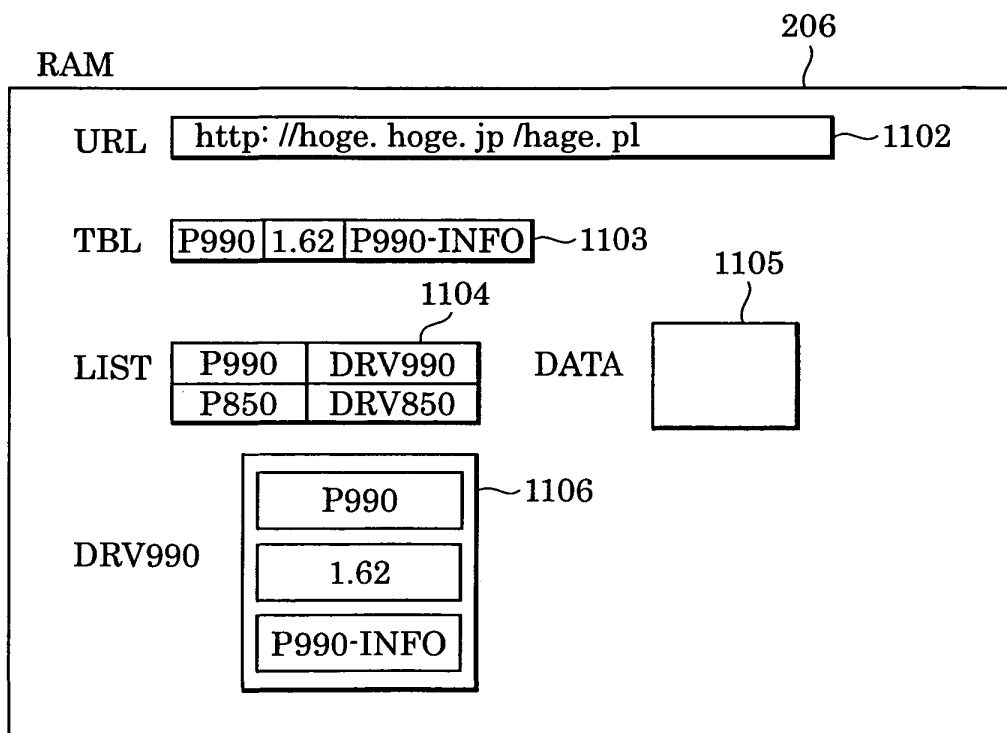 206
RAM
URL http: //hoge. hoge. jp /hage. pl 1102
TBL P990 1.62 P990-INFO 1103
1105
1104
LIST P990 DRV990 DATA
P850 DRV850
P990 1106
DRV990 1.62
P990-INFO